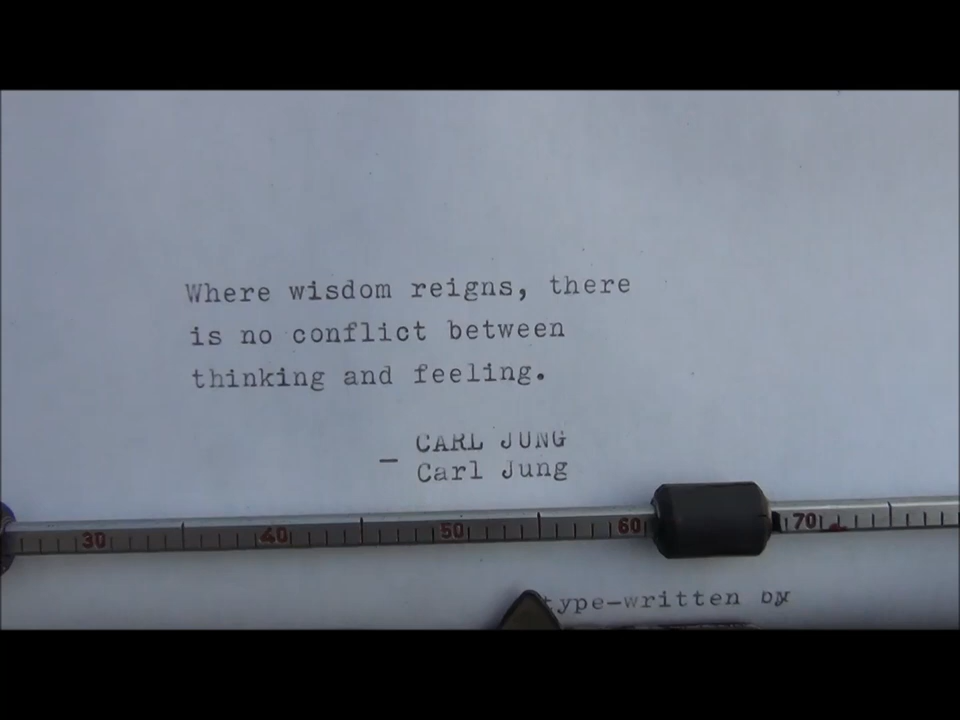 Where wisdom reigns, there
is no conflict between
thinking and feeling.
CARL JUNG
— Carl Jung
30 40 50 60 70
type-written by